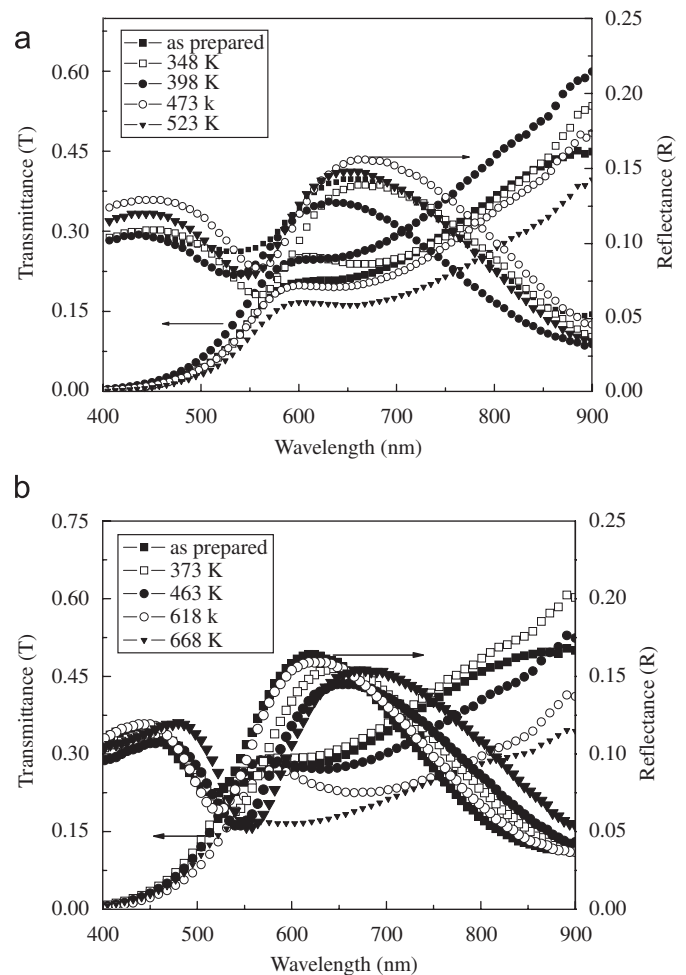 a
0.25
as prepared
348 K
398 K
473 k
523 K
0.60
0.45
0.30
0.15
0.00
Transmittance (T)
0.20
0.15
0.10
0.05
0.00
Reflectance (R)
400 500 600 700 800 900
Wavelength (nm)
b
0.75
0.60
0.45
0.30
0.15
0.00
Transmittance (T)
as prepared
373 K
463 K
618 k
668 K
0.25
0.20
0.15
0.10
0.05
0.00
Reflectance (R)
400 500 600 700 800 900
Wavelength (nm)